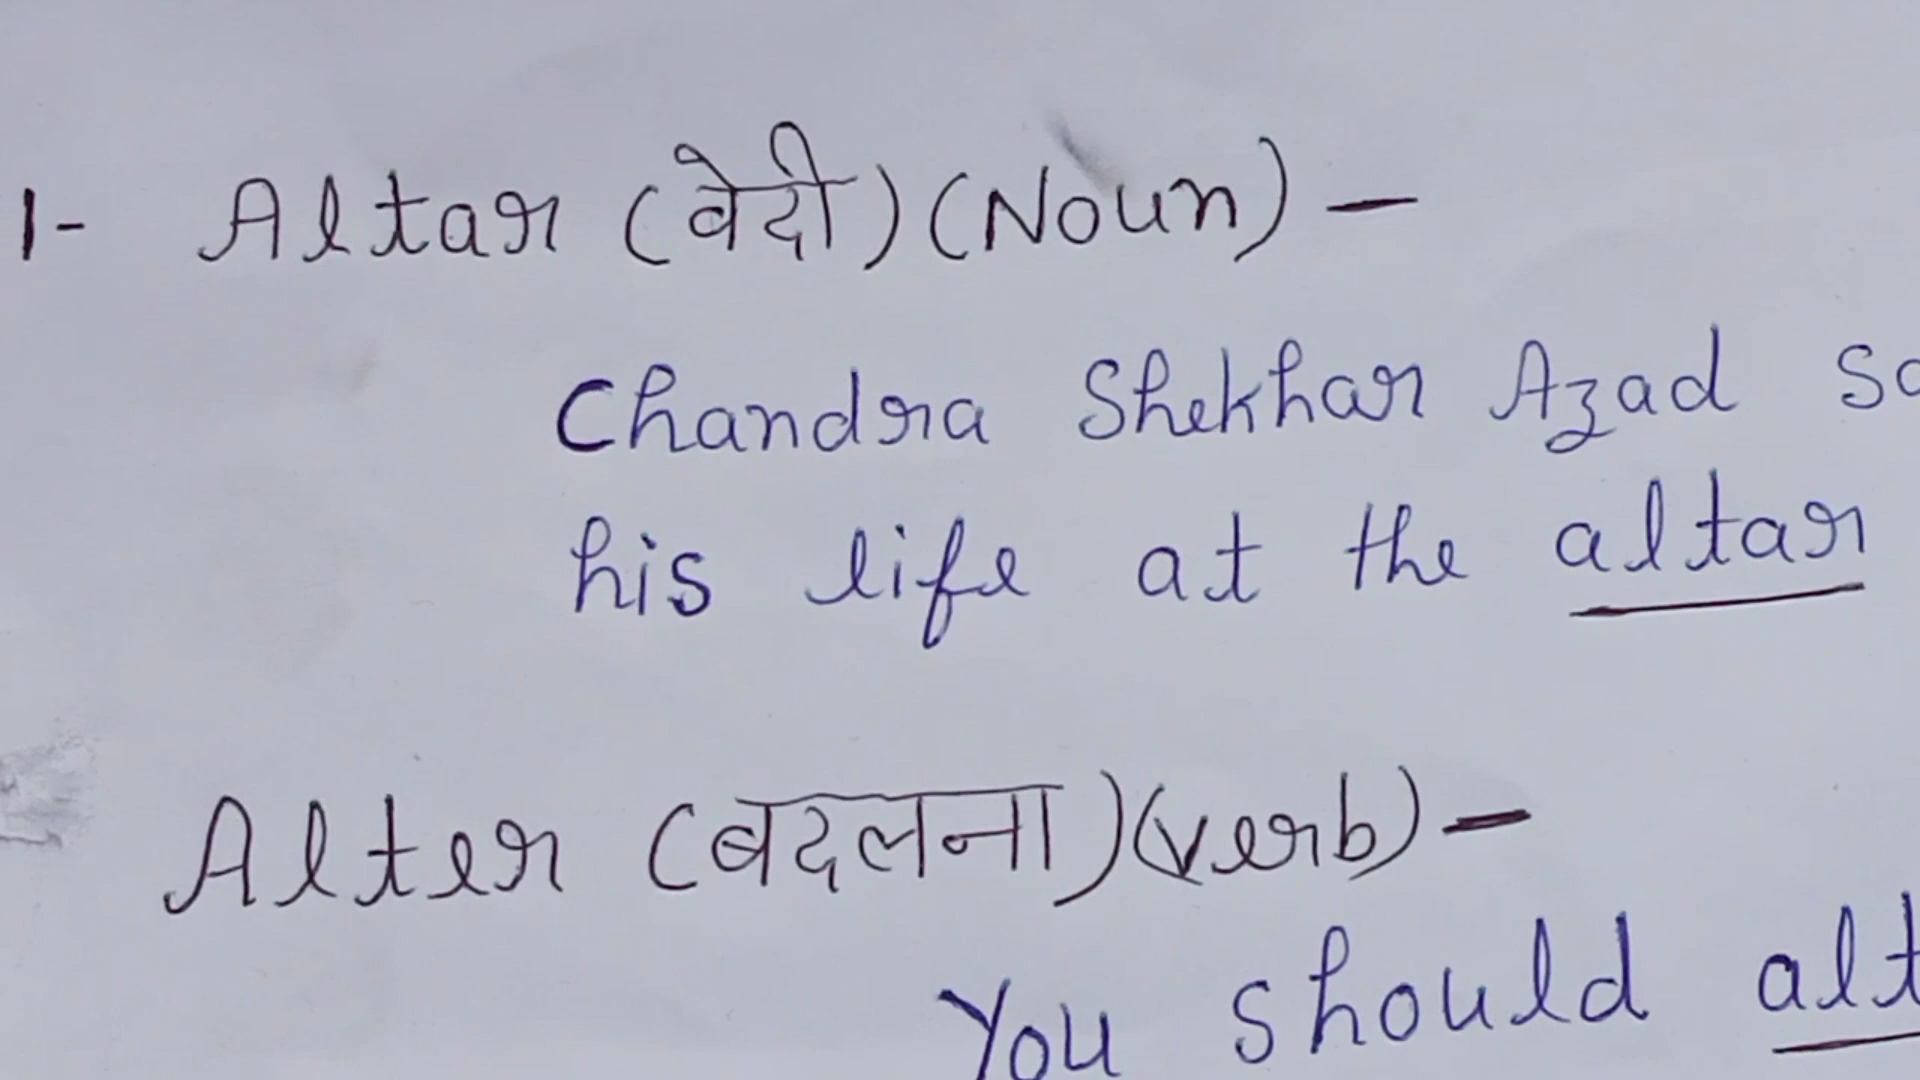 1- Altar (वेदी) (Noun) –
Chandra Shekhar Azad
his life at the altar
Alter (बदलना) (verb) –
You should